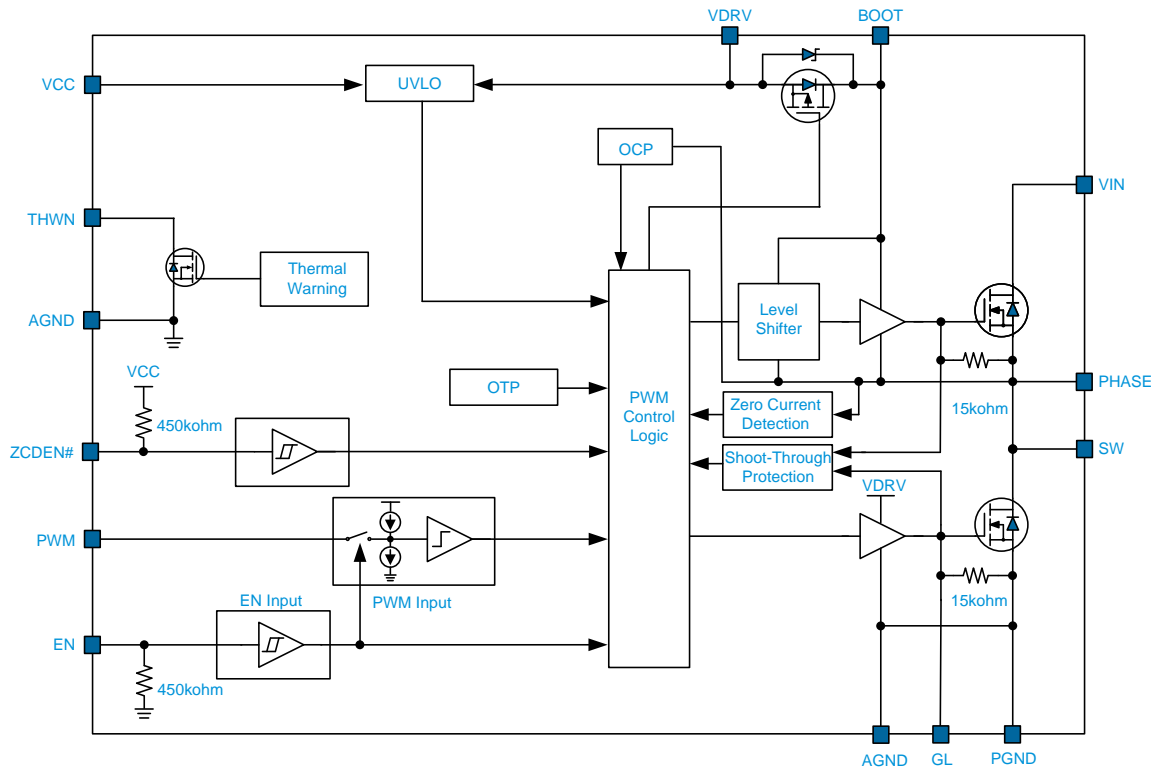 VDRV
BOOT
VCC
UVLO
OCP
VIN
THWN
Thermal
Warning
AGND
Level
Shifter
VCC
OTP
PWM
Control
Logic
PHASE
450kohm
Zero Current
Detection
15kohm
ZCDEN#
SW
Shoot-Through
Protection
VDRV
PWM
EN Input
PWM Input
15kohm
EN
450kohm
AGND
GL
PGND